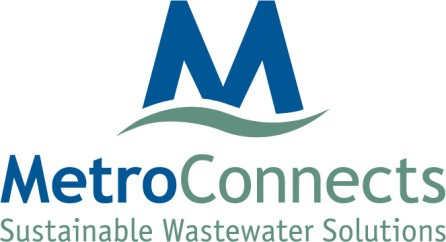 M
MetroConnects
Sustainable Wastewater Solutions